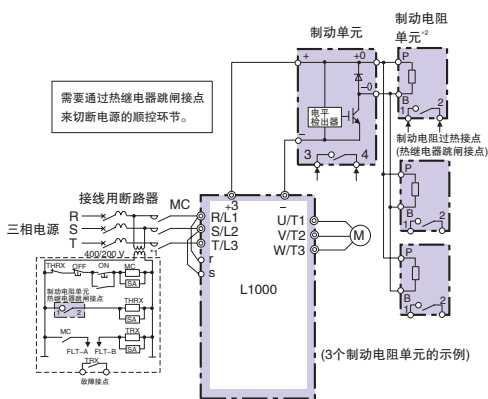 制动电阻
单元*2
制动单元
+
+0
−0
−
电平
检出器
3
4
P
B
1
2
制动电阻过热接点
(热继电器跳闸接点)
P
B
1
2
P
B
1
2
需要通过热继电器跳闸接点
来切断电源的顺控环节。
接线用断路器
MC
三相电源
R
S
T
400/200 V
*1
+3
−
R/L1
S/L2
T/L3
r
s
U/T1
V/T2
W/T3
M
L1000
THRX
OFF
ON
MC
SA
制动电阻单元
热继电器跳闸接点
1
2
THRX
SA
MC
FLT–A
FLT–B
TRX
SA
TRX
故障接点
(3个制动电阻单元的示例)